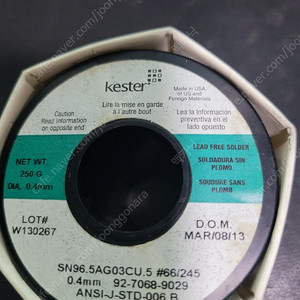 kester
Caution
Read Information
on opposite end
Lire la mise en garde
à l'autre bout
Made in USA
of US and
Foreign Materials
Lea la Información
preventiva en el
lado opuesto
NET WT.
250 G
DIA. 0.4mm
LEAD FREE SOLDER
SOLDADURA SIN
PLOMO
SOUDURE SANS
PLOMB
LOT#
W130267
D.O.M.
MAR/08/13
SN96.5AG03CU.5 #66/245
0.4mm 92-7068-9029
ANSI-J-STD-006 B